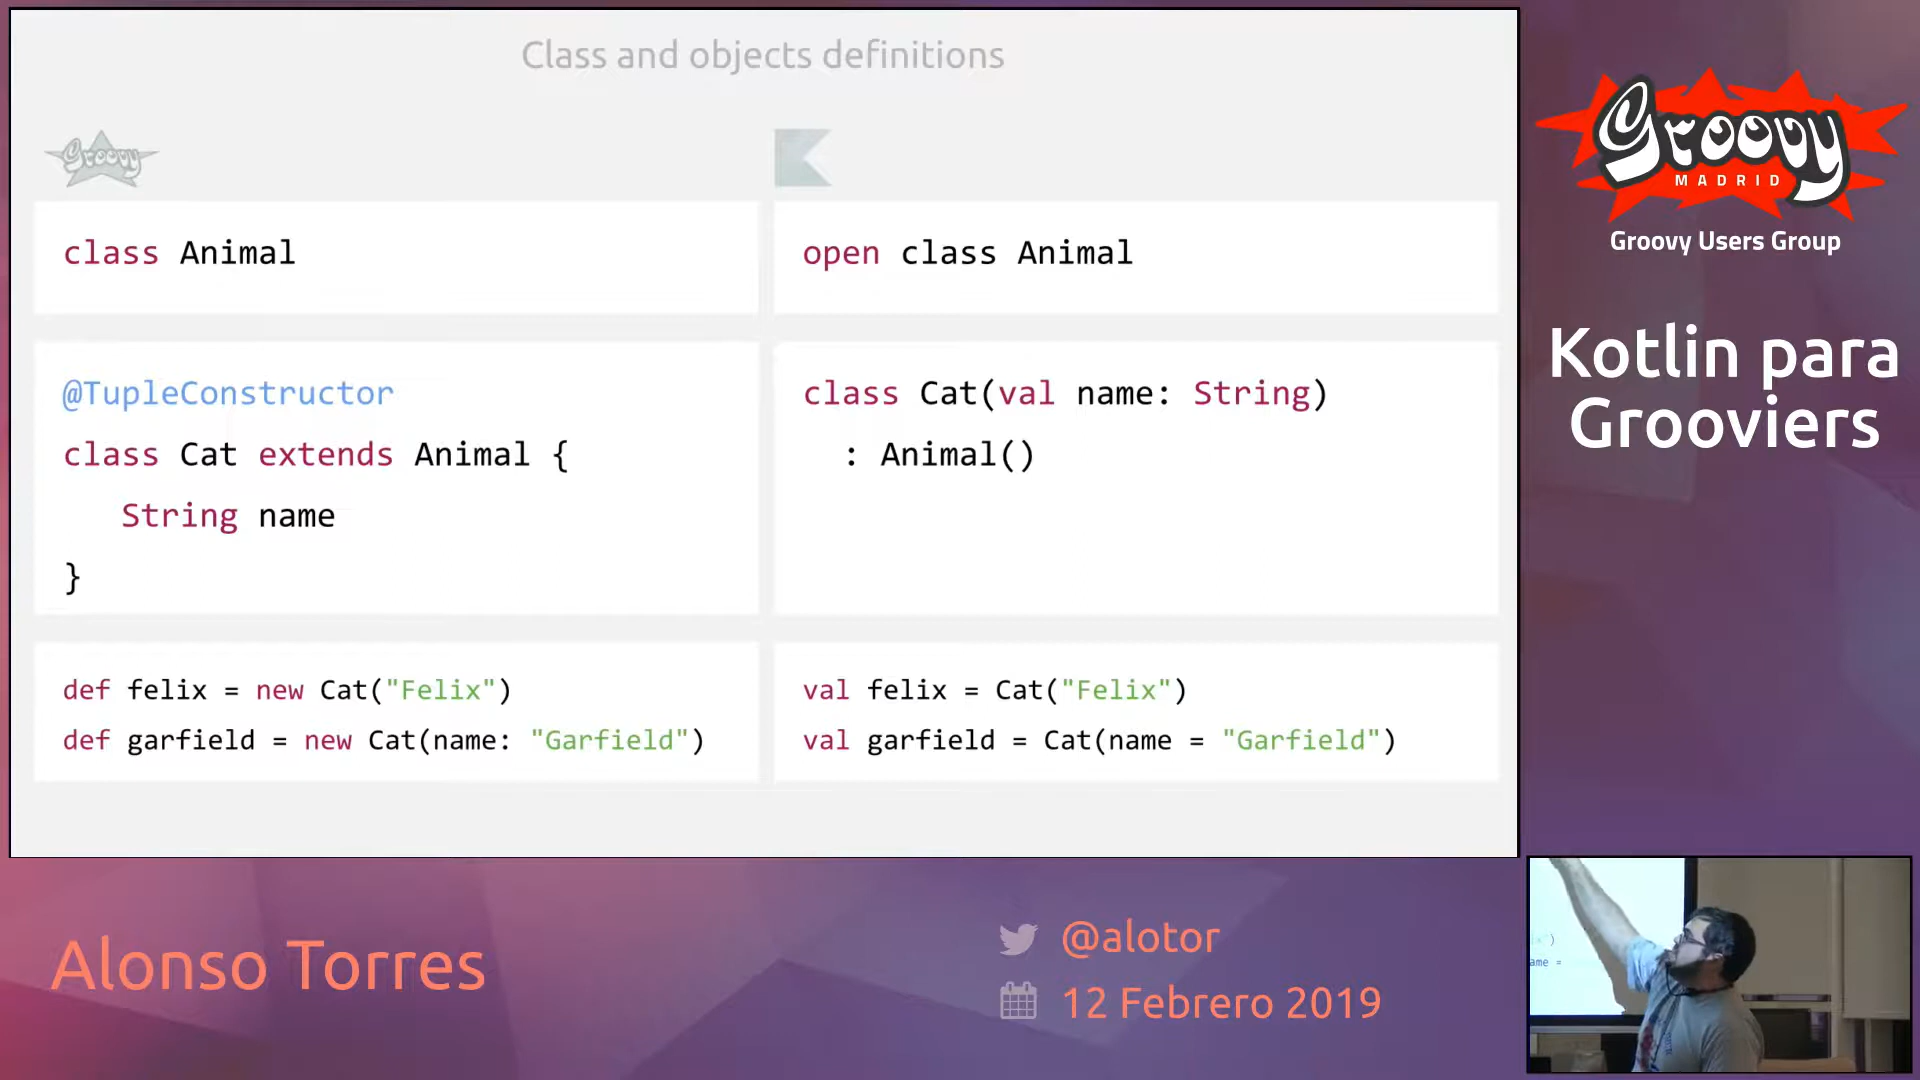 Class and objects definitions
Groovy
class Animal
open class Animal
@TupleConstructor
class Cat extends Animal {
String name
}
class Cat(val name: String)
: Animal()
def felix = new Cat("Felix")
def garfield = new Cat(name: "Garfield")
val felix = Cat("Felix")
val garfield = Cat(name = "Garfield")
Groovy
MADRID
Groovy Users Group
Kotlin para
Grooviers
Alonso Torres
@alotor
12 Febrero 2019
ame =